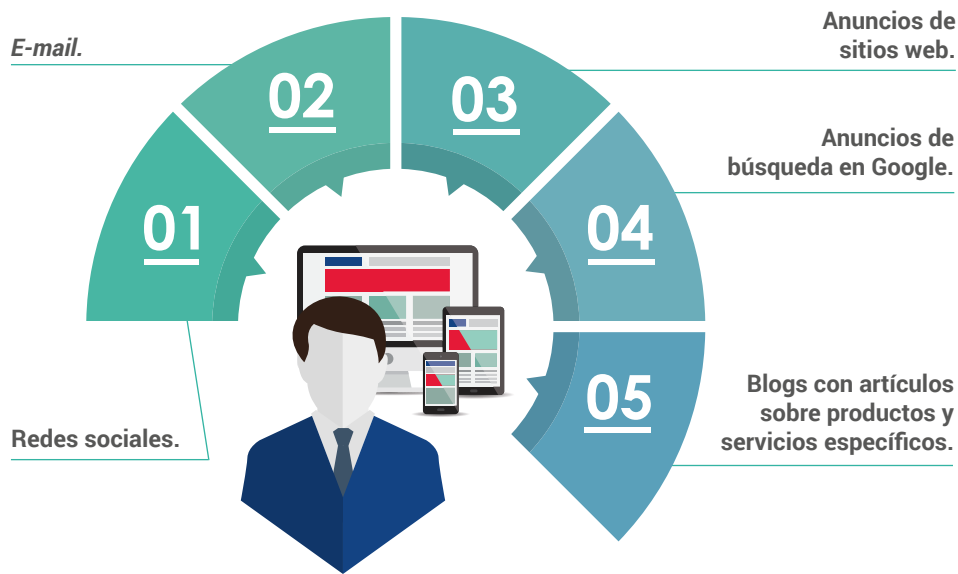 01
Redes sociales.
02
E-mail.
03
Anuncios de
sitios web.
04
Anuncios de
búsqueda en Google.
05
Blogs con artículos
sobre productos y
servicios específicos.